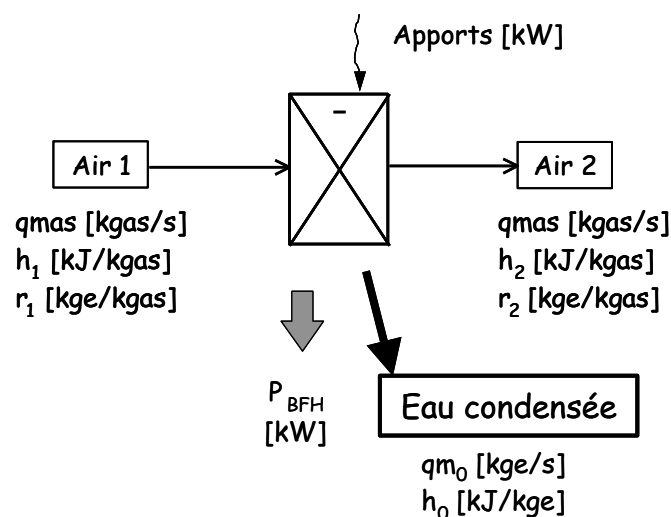 Apports [kW]
–
Air 1
Air 2
qmas [kgas/s]
h₁ [kJ/kgas]
r₁ [kge/kgas]
qmas [kgas/s]
h₂ [kJ/kgas]
r₂ [kge/kgas]
P BFH
[kW]
Eau condensée
qm₀ [kge/s]
h₀ [kJ/kge]